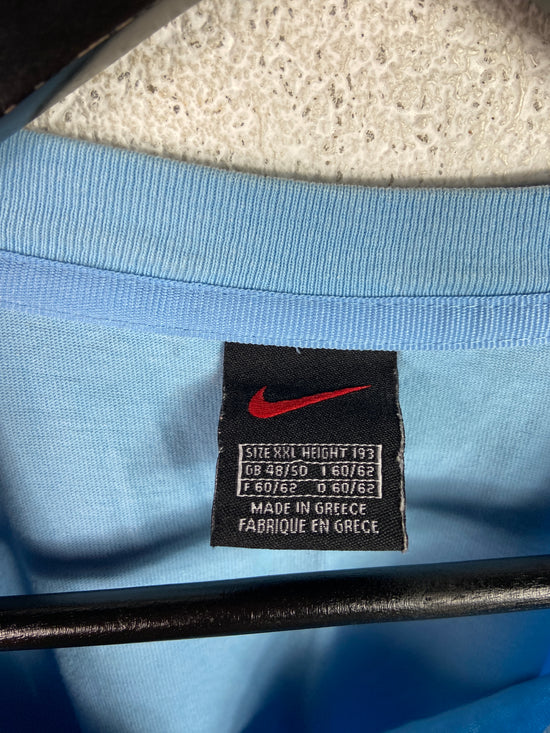 SIZE XXL HEIGHT 193
GB 48/50 I 60/62
F 60/62 D 60/62
MADE IN GREECE
FABRIQUE EN GRECE